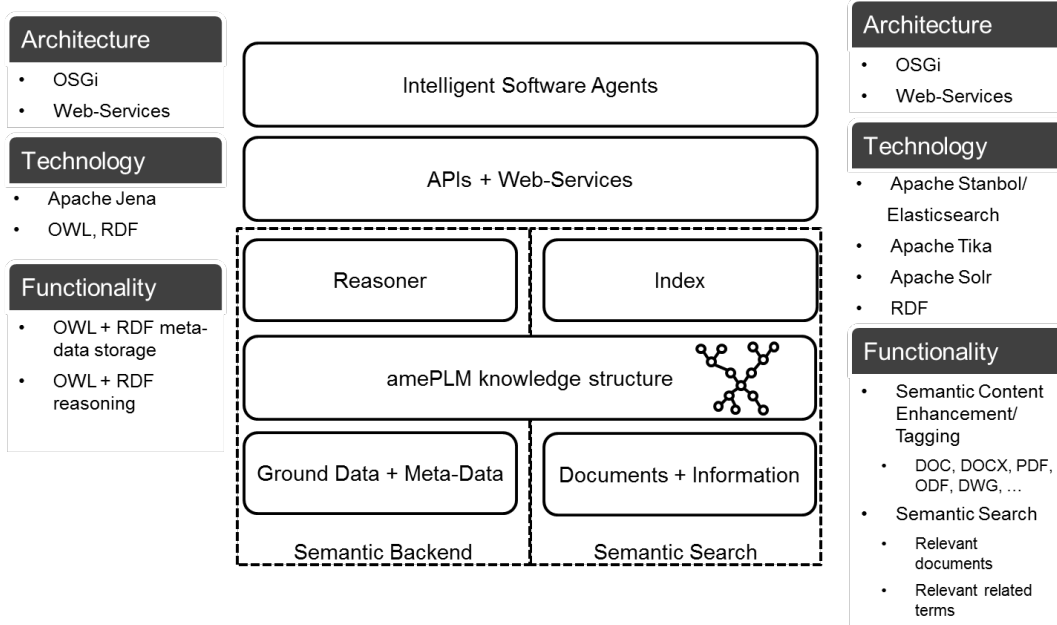 Architecture
• OSGi
• Web-Services
Technology
• Apache Jena
• OWL, RDF
Functionality
• OWL + RDF meta-
data storage
• OWL + RDF
reasoning
Intelligent Software Agents
APIs + Web-Services
Reasoner
Index
amePLM knowledge structure
Ground Data + Meta-Data
Documents + Information
Semantic Backend
Semantic Search
Architecture
• OSGi
• Web-Services
Technology
• Apache Stanbol/
Elasticsearch
• Apache Tika
• Apache Solr
• RDF
Functionality
• Semantic Content
Enhancement/
Tagging
• DOC, DOCX, PDF,
ODF, DWG, ...
• Semantic Search
• Relevant
documents
• Relevant related
terms